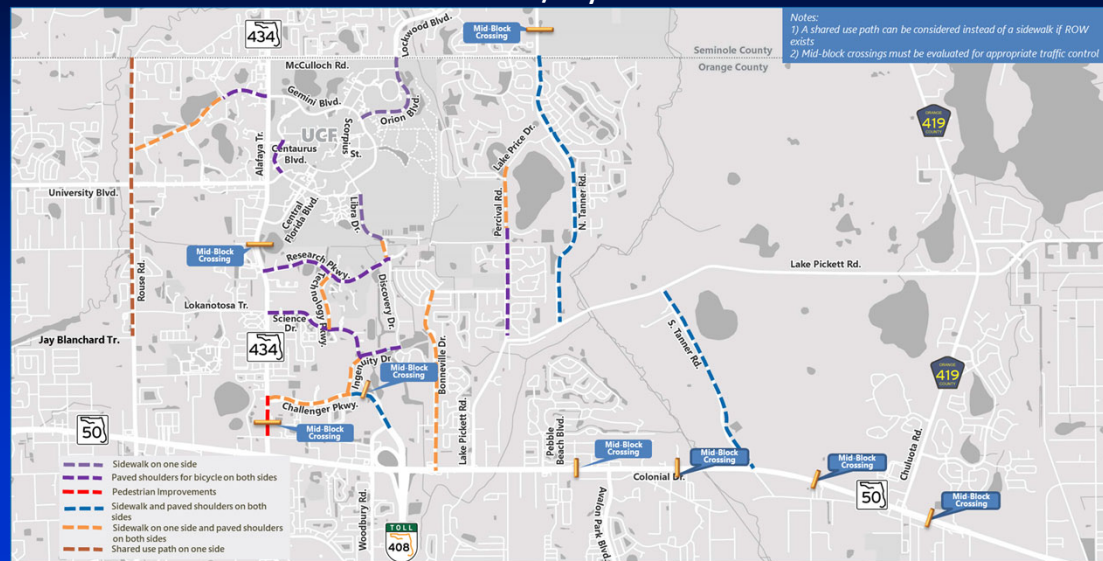 Notes:
1) A shared use path can be considered instead of a sidewalk if ROW
exists
2) Mid-block crossings must be evaluated for appropriate traffic control
434
Lockwood Blvd.
Mid-Block
Crossing
Seminole County
Orange County
McCulloch Rd.
Gemini Blvd.
Orion Blvd.
ORANGE
419
COUNTY
UCF
Scorpius
St.
Centaurus
Blvd.
Alafaya Tr.
Lake Price Dr.
University Blvd.
Central
Florida Blvd.
Libra Dr.
Percival Rd.
N. Tanner Rd.
Mid-Block
Crossing
Research Pkwy.
Lake Pickett Rd.
Rouse Rd.
Technology Pkwy.
Discovery Dr.
Lokanotosa Tr.
Science
Dr.
Jay Blanchard Tr.
434
S. Tanner Rd.
Bonneville Dr.
Ingenuity Dr.
ORANGE
419
COUNTY
Mid-Block
Crossing
Challenger Pkwy.
Lake Pickett Rd.
Mid-Block
Crossing
50
Pebble
Beach Blvd.
Chuluota Rd.
Mid-Block
Crossing
Mid-Block
Crossing
Mid-Block
Crossing
Colonial Dr.
50
Mid-Block
Crossing
Woodbury Rd.
Avalon Park Blvd.
TOLL
408
Sidewalk on one side
Paved shoulders for bicycle on both sides
Pedestrian Improvements
Sidewalk and paved shoulders on both
sides
Sidewalk on one side and paved shoulders
on both sides
Shared use path on one side